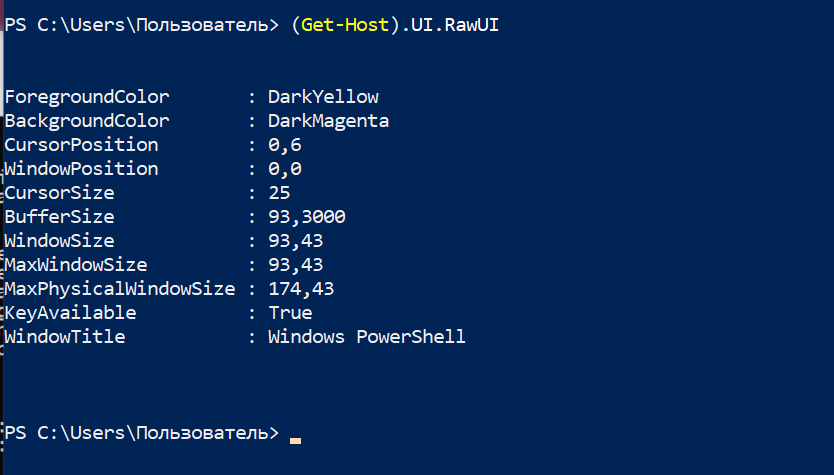 PS C:\Users\Пользователь> (Get-Host).UI.RawUI
ForegroundColor       : DarkYellow
BackgroundColor       : DarkMagenta
CursorPosition        : 0,6
WindowPosition        : 0,0
CursorSize            : 25
BufferSize            : 93,3000
WindowSize            : 93,43
MaxWindowSize         : 93,43
MaxPhysicalWindowSize : 174,43
KeyAvailable          : True
WindowTitle           : Windows PowerShell
PS C:\Users\Пользователь>